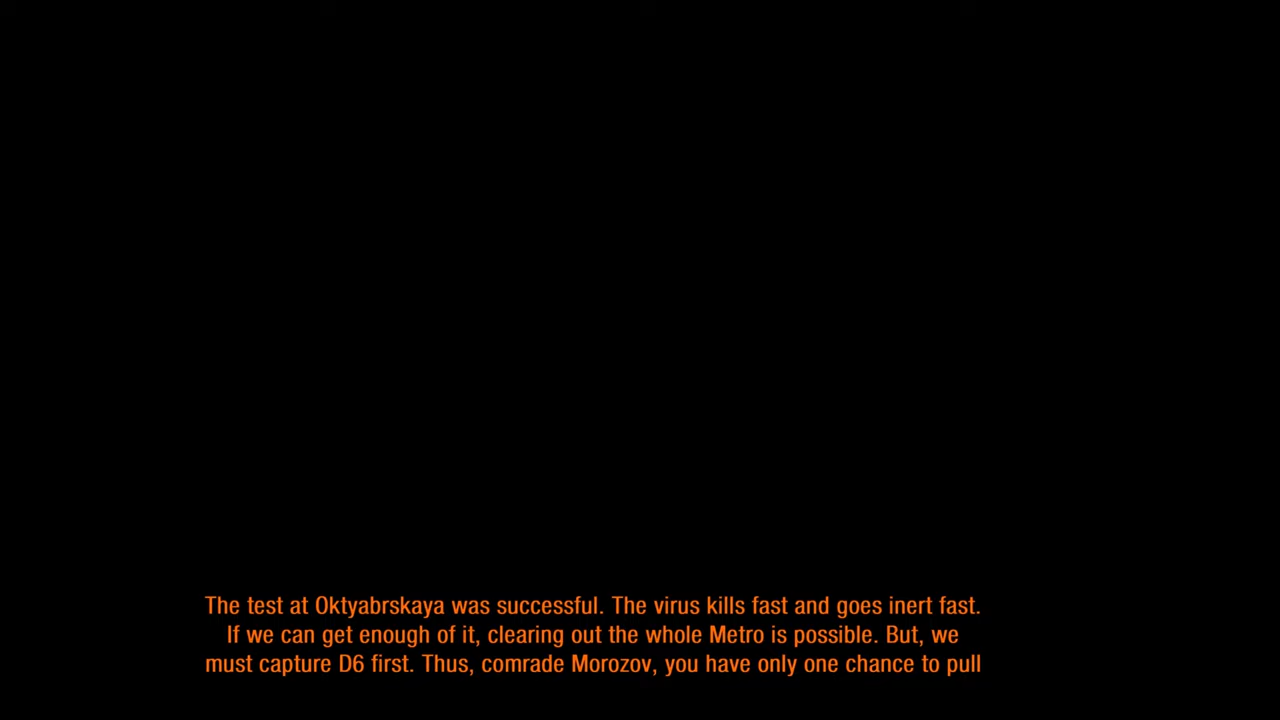 The test at Oktyabrskaya was successful. The virus kills fast and goes inert fast.
If we can get enough of it, clearing out the whole Metro is possible. But, we
must capture D6 first. Thus, comrade Morozov, you have only one chance to pull